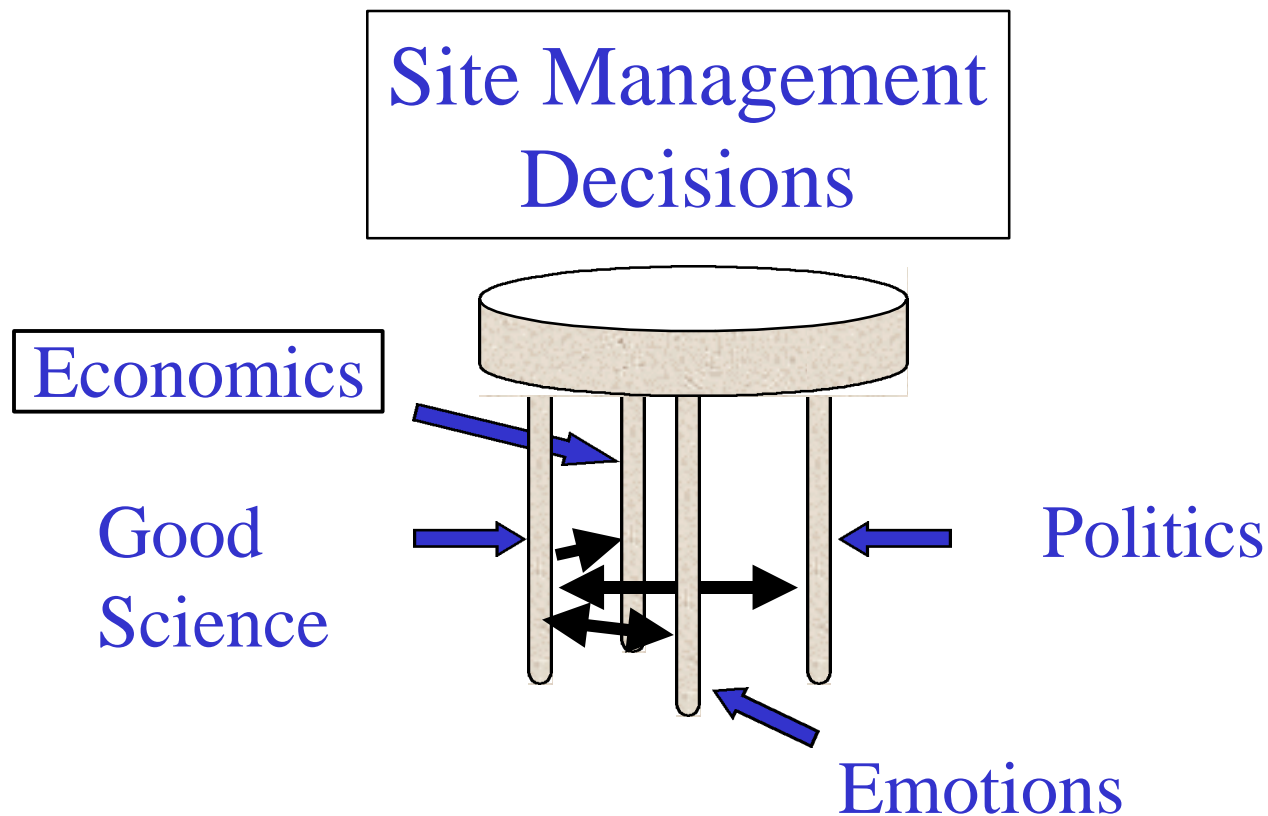 Site Management
Decisions
Economics
Good
Science
Politics
Emotions